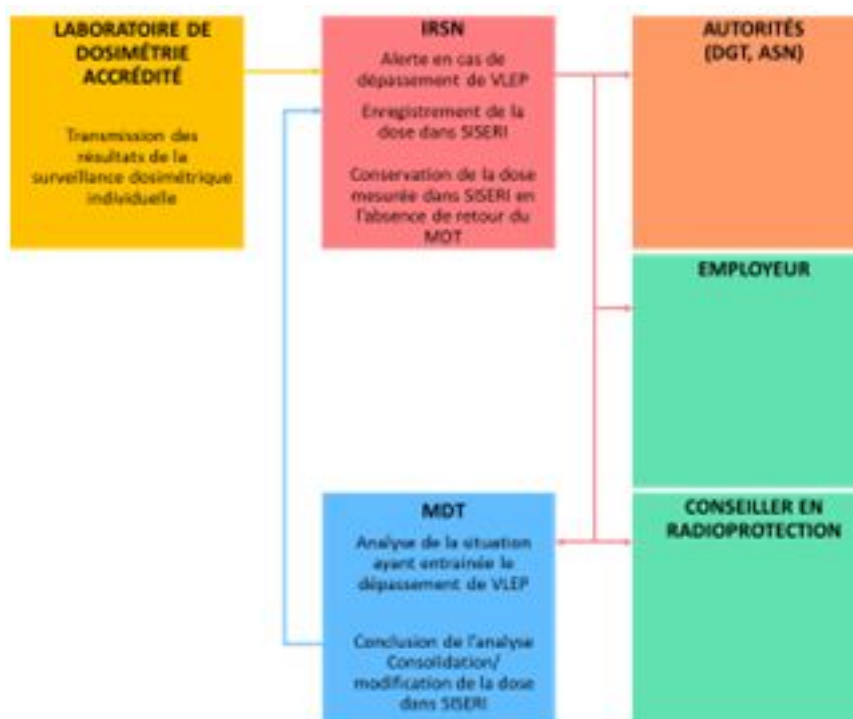 LABORATOIRE DE
DOSIMÉTRIE
ACCRÉDITÉ
Transmission des
résultats de la
surveillance dosimétrique
individuelle
IRSN
Alerte en cas de
dépassement de VLEP
Enregistrement de la
dose dans SISERI
Conservation de la dose
mesurée dans SISERI en
l'absence de retour du
MDT
AUTORITÉS
(DGT, ASN)
EMPLOYEUR
MDT
Analyse de la situation
ayant entrainée le
dépassement de VLEP
Conclusion de l'analyse
Consolidation/
modification de la dose
dans SISERI
CONSEILLER EN
RADIOPROTECTION